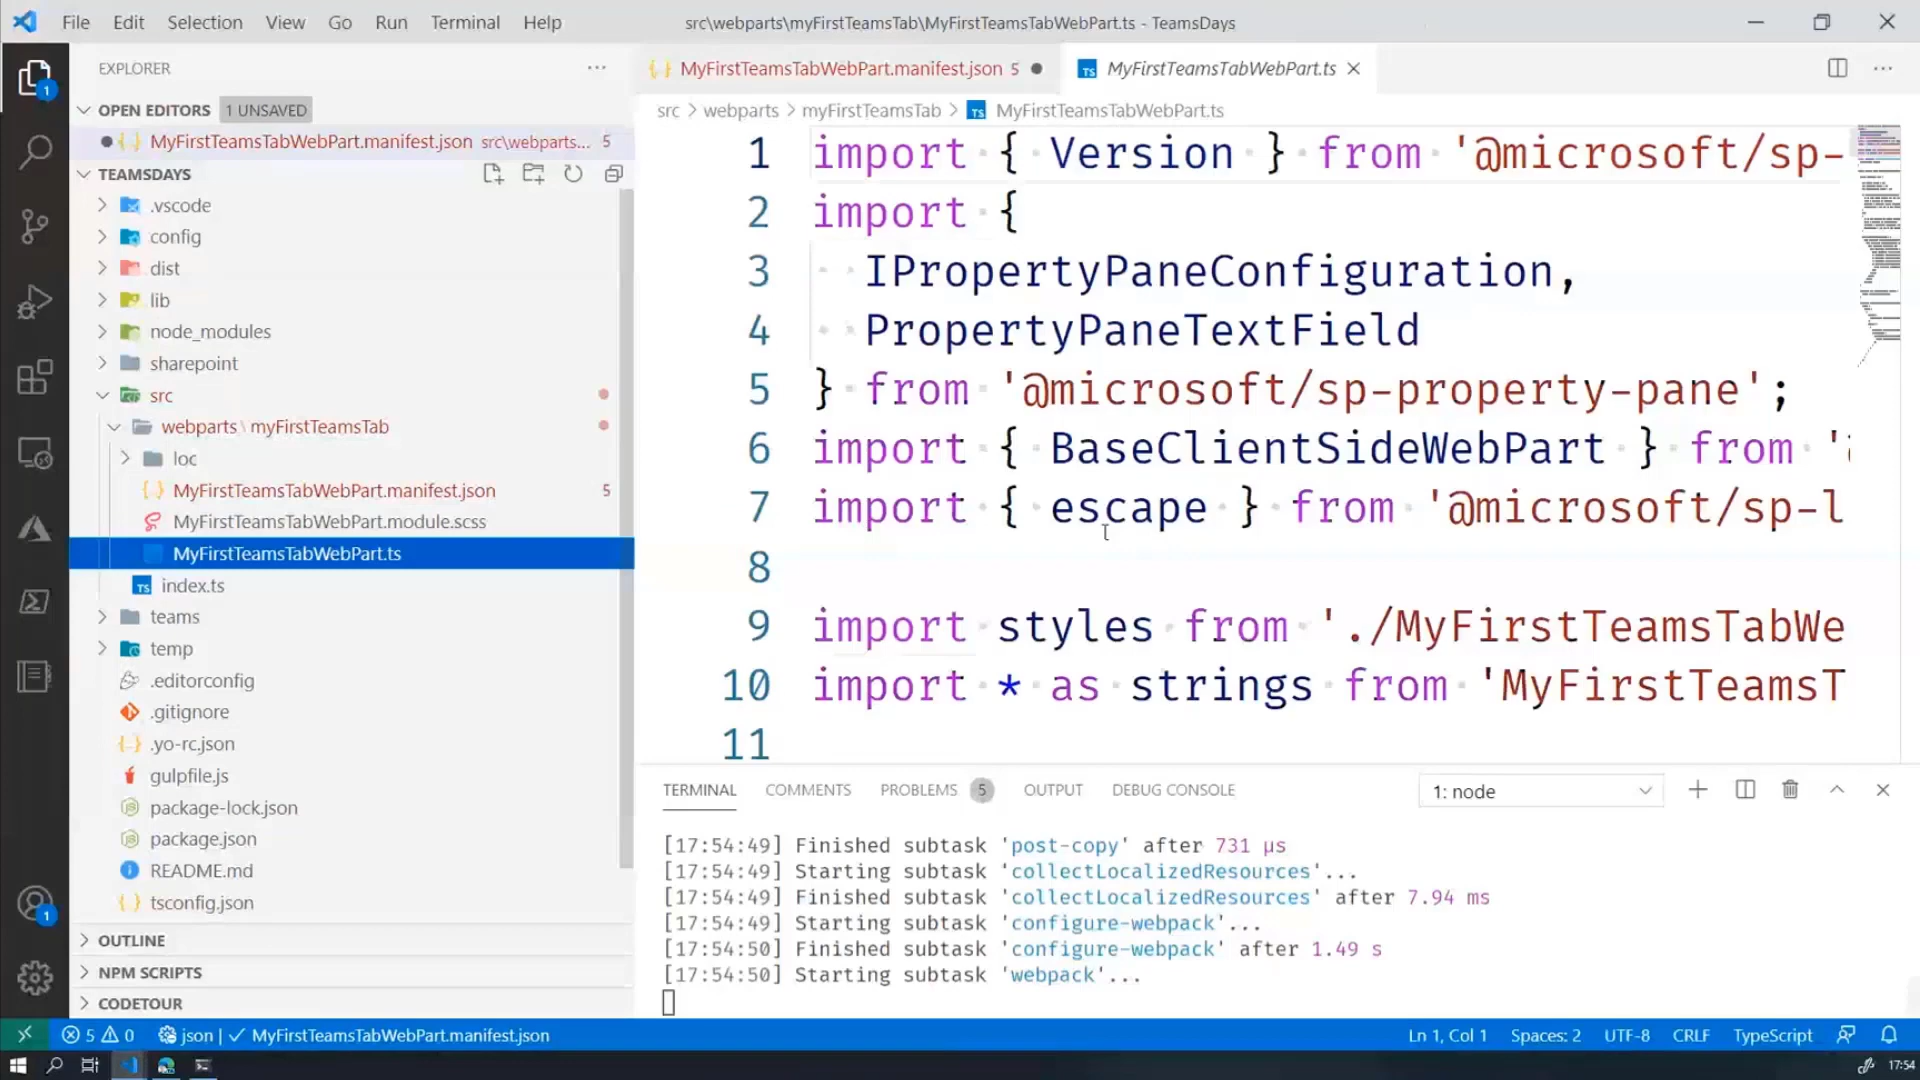 File Edit Selection View Go Run Terminal Help
src\webparts\myFirstTeamsTab\MyFirstTeamsTabWebPart.ts - TeamsDays
EXPLORER
OPEN EDITORS 1 UNSAVED
MyFirstTeamsTabWebPart.manifest.json src\webparts... 5
TEAMSDAYS
.vscode
config
dist
lib
node_modules
sharepoint
src
webparts \ myFirstTeamsTab
loc
MyFirstTeamsTabWebPart.manifest.json 5
MyFirstTeamsTabWebPart.module.scss
MyFirstTeamsTabWebPart.ts
TS index.ts
teams
temp
.editorconfig
.gitignore
.yo-rc.json
gulpfile.js
package-lock.json
package.json
README.md
tsconfig.json
OUTLINE
NPM SCRIPTS
CODETOUR
1
1
MyFirstTeamsTabWebPart.manifest.json 5
TS MyFirstTeamsTabWebPart.ts
src > webparts > myFirstTeamsTab > TS MyFirstTeamsTabWebPart.ts
1 import { Version } from '@microsoft/sp-
2 import {
3 IPropertyPaneConfiguration,
4 PropertyPaneTextField
5 } from '@microsoft/sp-property-pane';
6 import { BaseClientSideWebPart } from '
7 import { escape } from '@microsoft/sp-l
8
9 import styles from './MyFirstTeamsTabWe
10 import * as strings from 'MyFirstTeamsT
11
TERMINAL COMMENTS PROBLEMS 5 OUTPUT DEBUG CONSOLE
1: node
[17:54:49] Finished subtask 'post-copy' after 731 µs
[17:54:49] Starting subtask 'collectLocalizedResources'...
[17:54:49] Finished subtask 'collectLocalizedResources' after 7.94 ms
[17:54:49] Starting subtask 'configure-webpack'...
[17:54:50] Finished subtask 'configure-webpack' after 1.49 s
[17:54:50] Starting subtask 'webpack'...
5 0 json | ✓ MyFirstTeamsTabWebPart.manifest.json
Ln 1, Col 1 Spaces: 2 UTF-8 CRLF TypeScript
17:54